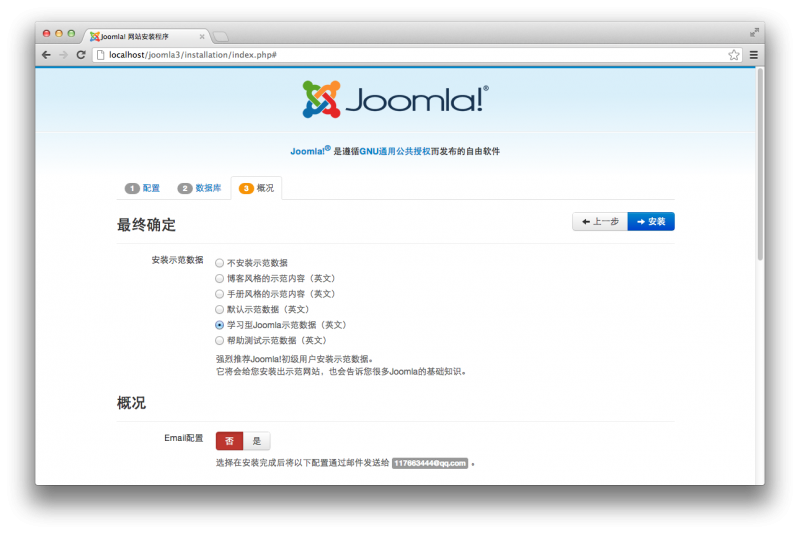 Joomla! 网站安装程序
localhost/joomla3/installation/index.php#
Joomla!®
Joomla!® 是遵循GNU通用公共授权而发布的自由软件
1 配置 2 数据库 3 概况
最终确定
上一步 安装
安装示范数据
不安装示范数据
博客风格的示范内容（英文）
手册风格的示范内容（英文）
默认示范数据（英文）
学习型Joomla示范数据（英文）
帮助测试示范数据（英文）
强烈推荐Joomla!初级用户安装示范数据。
它将会给您安装出示范网站，也会告诉您很多Joomla的基础知识。
概况
Email配置 否 是
选择在安装完成后将以下配置通过邮件发送给 117663444@qq.com 。